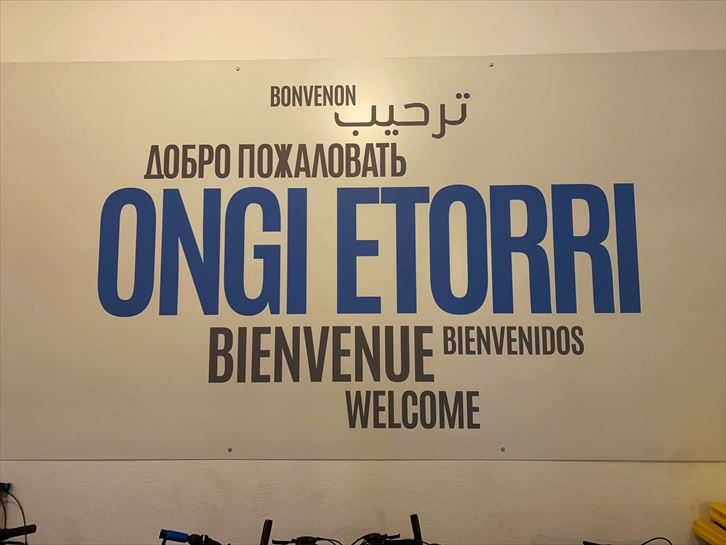 BONVENON
ترحيب
ДОБРО ПОЖАЛОВАТЬ
ONGI ETORRI
BIENVENUE
BIENVENIDOS
WELCOME